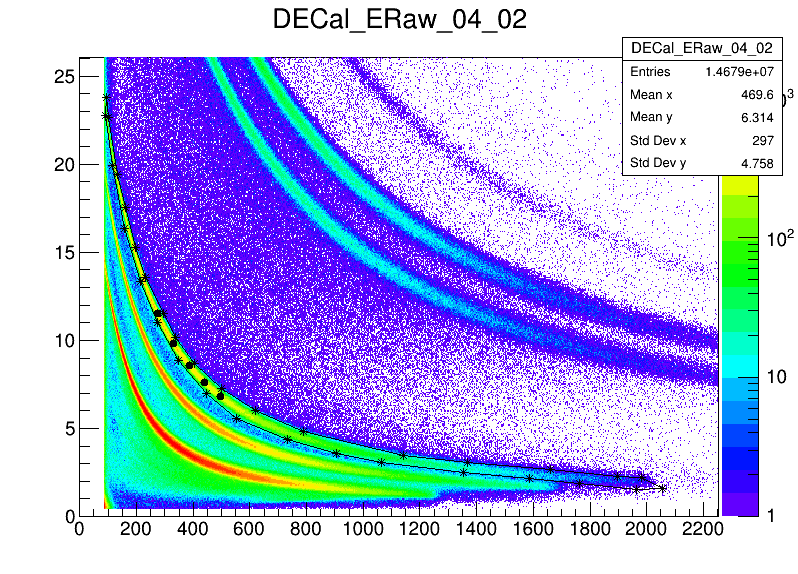 DECal_ERaw_04_02
DECal_ERaw_04_02
Entries 1.4679e+07
Mean x 469.6
Mean y 6.314
Std Dev x 297
Std Dev y 4.758
25
20
15
10
5
0
0 200 400 600 800 1000 1200 1400 1600 1800 2000 2200
10²
10
1